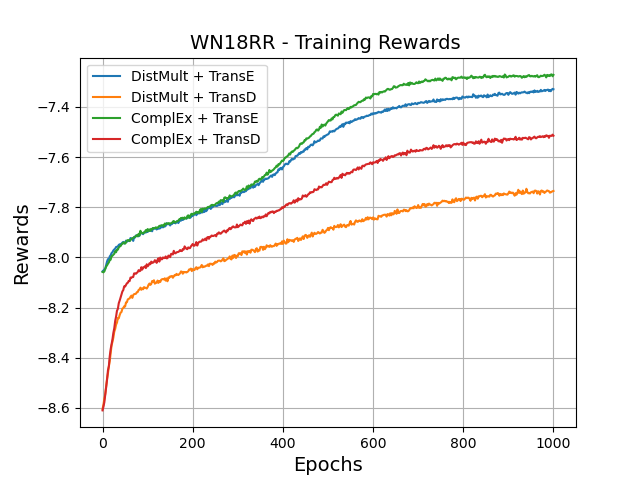 WN18RR - Training Rewards
DistMult + TransE
DistMult + TransD
ComplEx + TransE
ComplEx + TransD
Rewards
−7.4
−7.6
−7.8
−8.0
−8.2
−8.4
−8.6
0 200 400 600 800 1000
Epochs